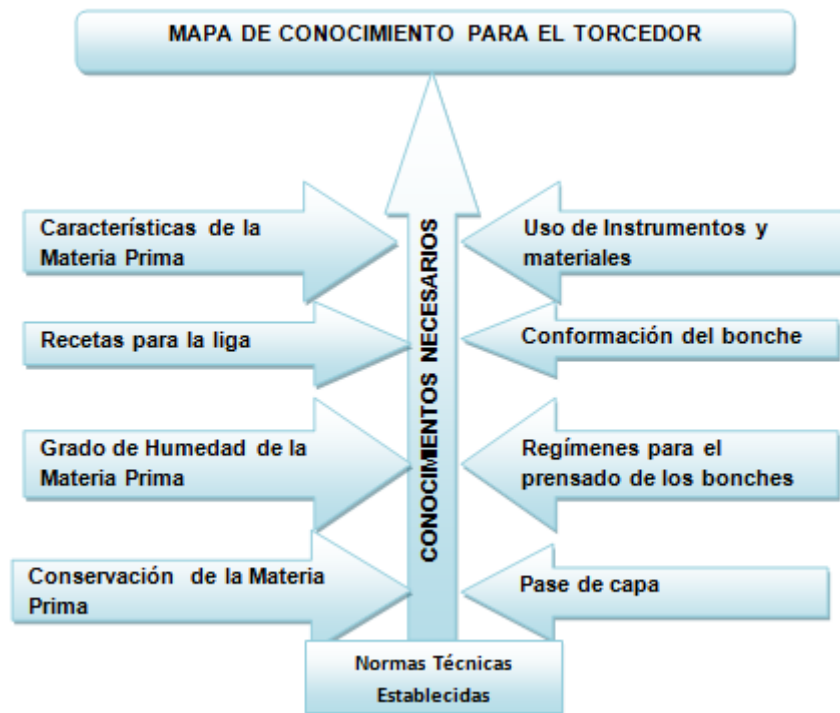 MAPA DE CONOCIMIENTO PARA EL TORCEDOR
Características de la
Materia Prima
Recetas para la liga
Grado de Humedad de la
Materia Prima
Conservación de la Materia
Prima
CONOCIMIENTOS NECESARIOS
Uso de Instrumentos y
materiales
Conformación del bonche
Regímenes para el
prensado de los bonches
Pase de capa
Normas Técnicas
Establecidas